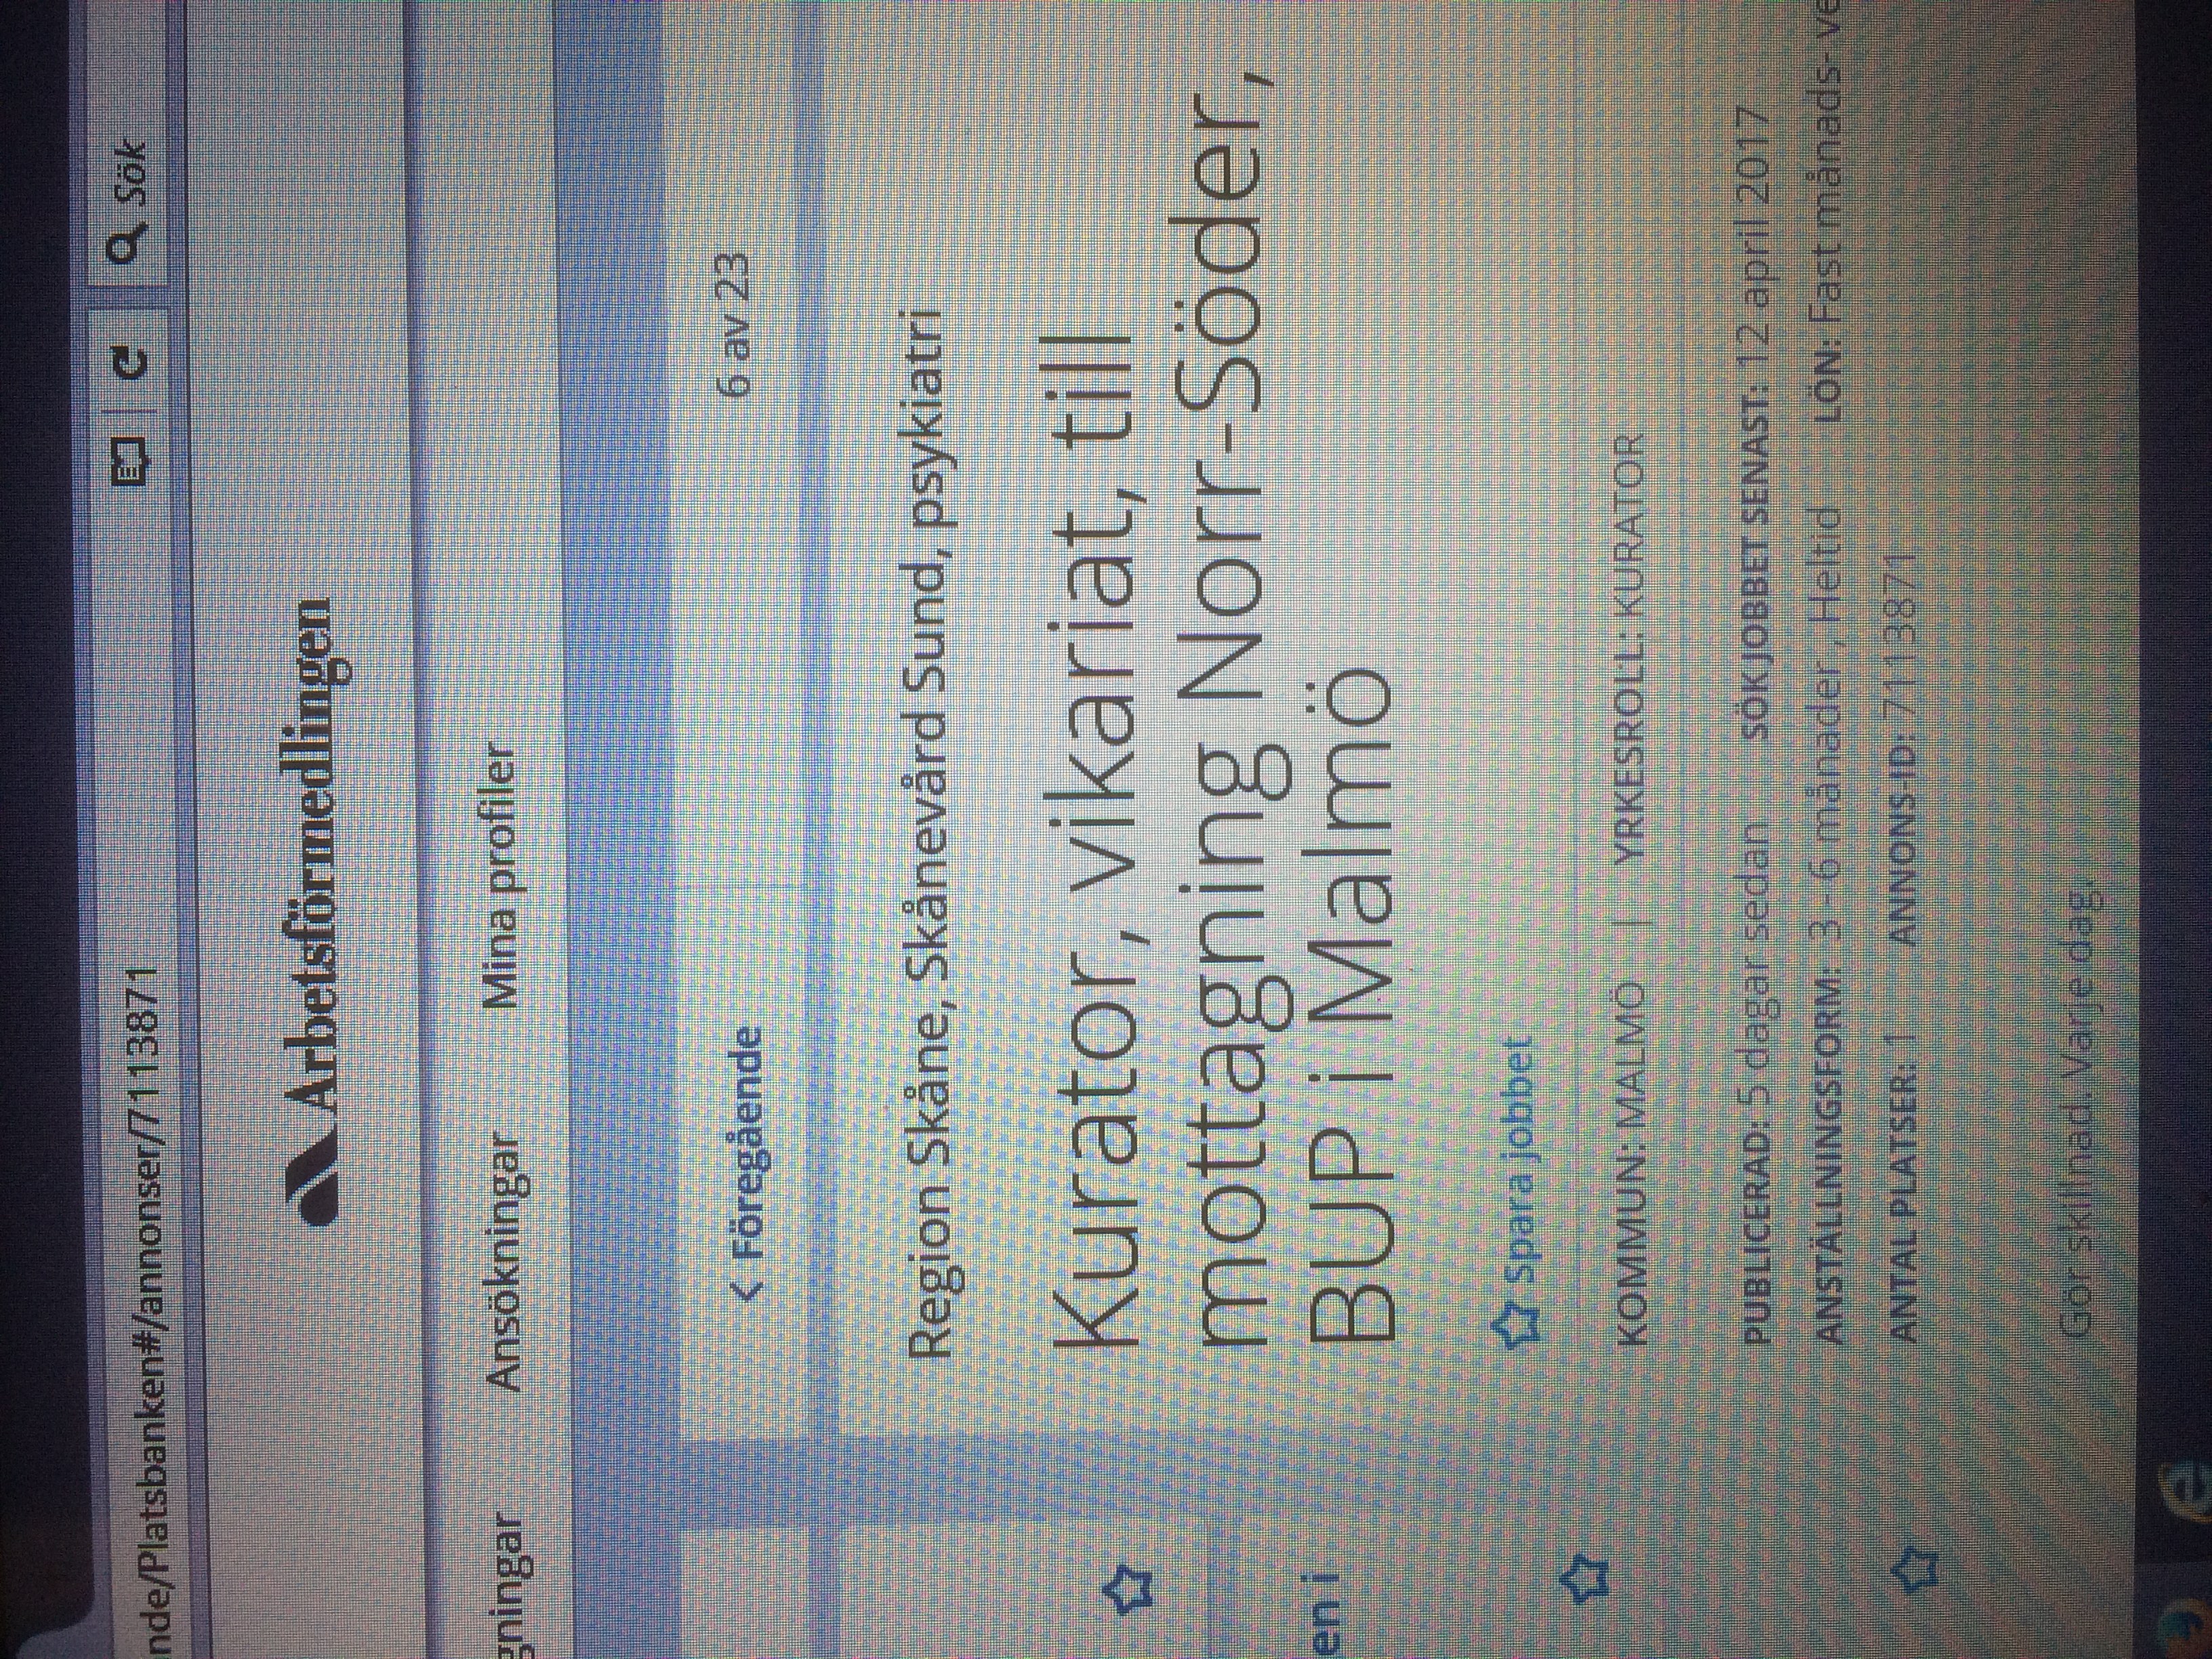 nde/Platsbanken#/annonser/7113871
Sök
Arbetsförmedlingen
gningar Ansökningar Mina profiler
< Föregående 6 av 23
Region Skåne, Skånevård Sund, psykiatri
Kurator, vikariat, till
mottagning Norr-Söder,
BUP i Malmö
en i
Spara jobbet
KOMMUN: MALMÖ | YRKESROLL: KURATOR
PUBLICERAD: 5 dagar sedan SÖK JOBBET SENAST: 12 april 2017
ANSTÄLLNINGSFORM: 3 - 6 månader , Heltid LÖN: Fast månads- ve
ANTAL PLATSER: 1 ANNONS-ID: 7113871
Gör skillnad. Varje dag.